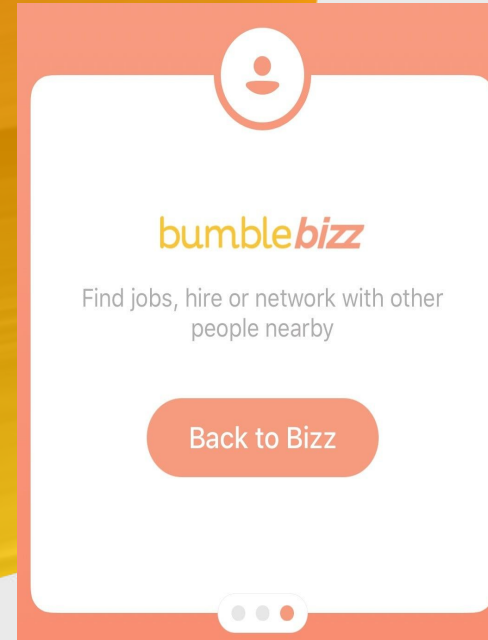 bumblebizz
Find jobs, hire or network with other
people nearby
Back to Bizz